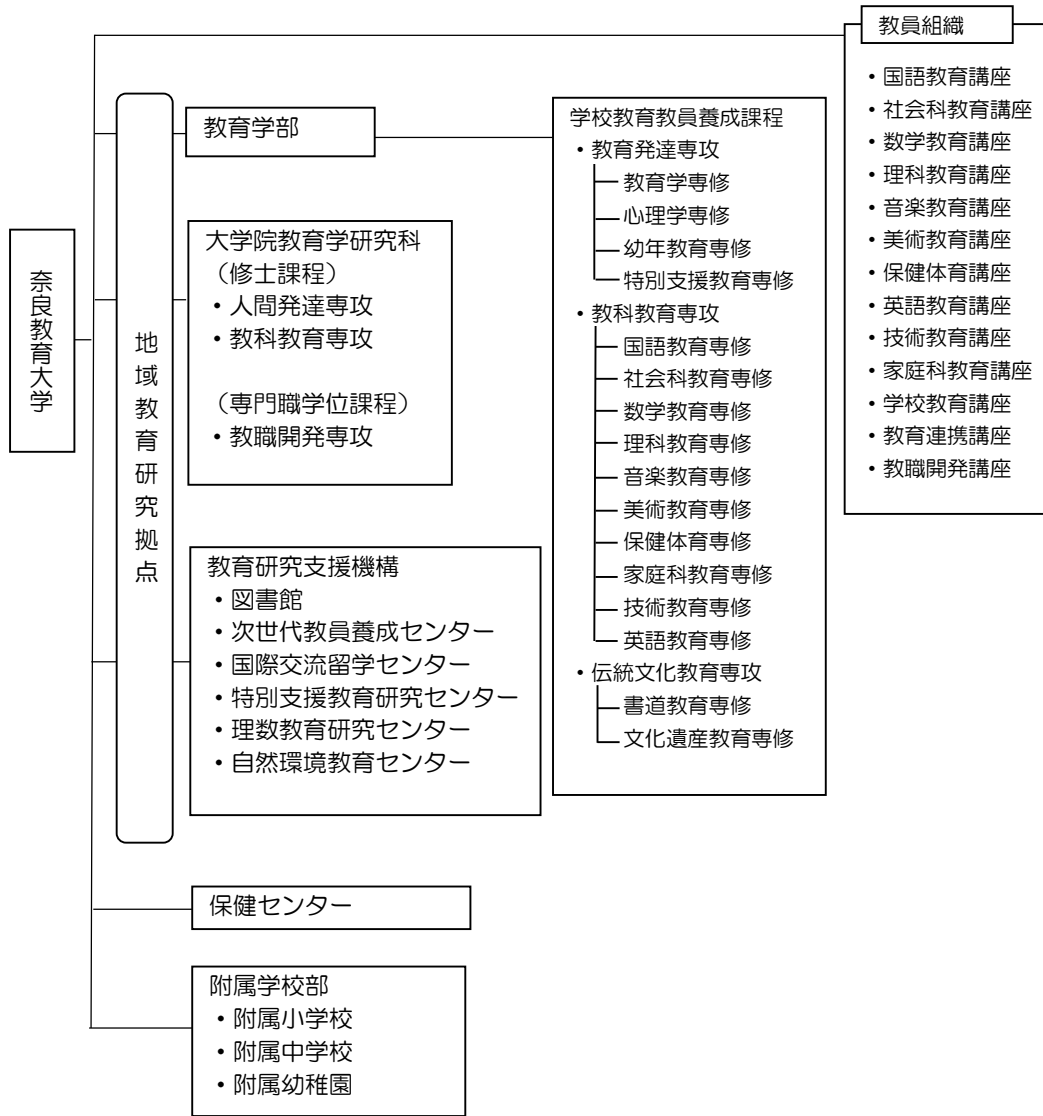 教員組織
・国語教育講座
・社会科教育講座
・数学教育講座
・理科教育講座
・音楽教育講座
・美術教育講座
・保健体育講座
・英語教育講座
・技術教育講座
・家庭科教育講座
・学校教育講座
・教育連携講座
・教職開発講座
奈良教育大学
地域教育研究拠点
教育学部
学校教育教員養成課程
・教育発達専攻
教育学専修
心理学専修
幼年教育専修
特別支援教育専修
・教科教育専攻
国語教育専修
社会科教育専修
数学教育専修
理科教育専修
音楽教育専修
美術教育専修
保健体育専修
家庭科教育専修
技術教育専修
英語教育専修
・伝統文化教育専攻
書道教育専修
文化遺産教育専修
大学院教育学研究科
（修士課程）
・人間発達専攻
・教科教育専攻
（専門職学位課程）
・教職開発専攻
教育研究支援機構
・図書館
・次世代教員養成センター
・国際交流留学センター
・特別支援教育研究センター
・理数教育研究センター
・自然環境教育センター
保健センター
附属学校部
・附属小学校
・附属中学校
・附属幼稚園